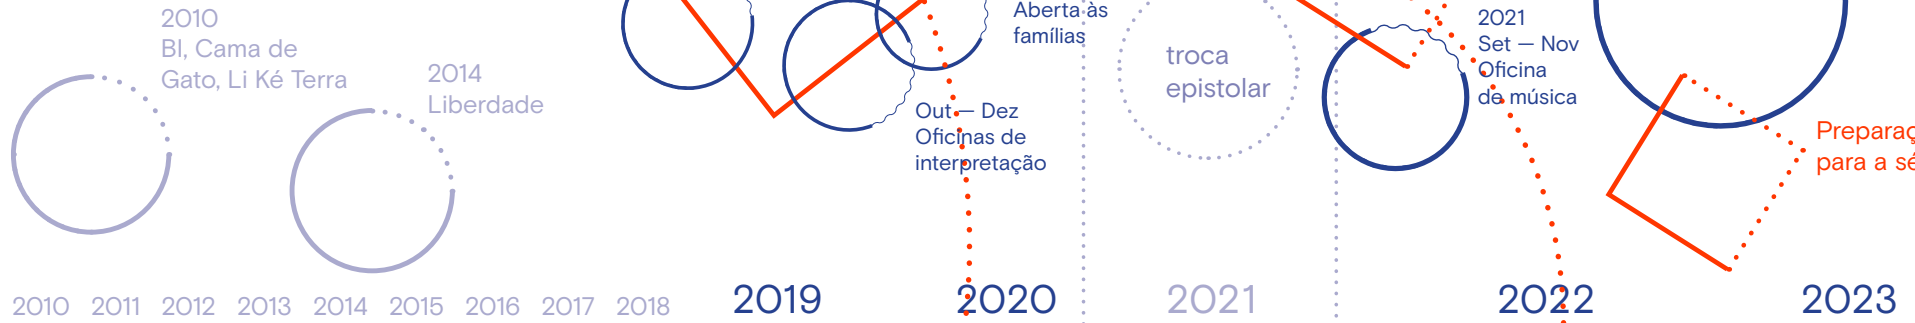 2010
BI, Cama de
Gato, Li Ké Terra
2014
Liberdade
Aberta às
famílias
Out — Dez
Oficinas de
interpretação
troca
epistolar
2021
Set — Nov
Oficina
de música
para a
2010 2011 2012 2013 2014 2015 2016 2017 2018 2019 2020 2021 2022 2023